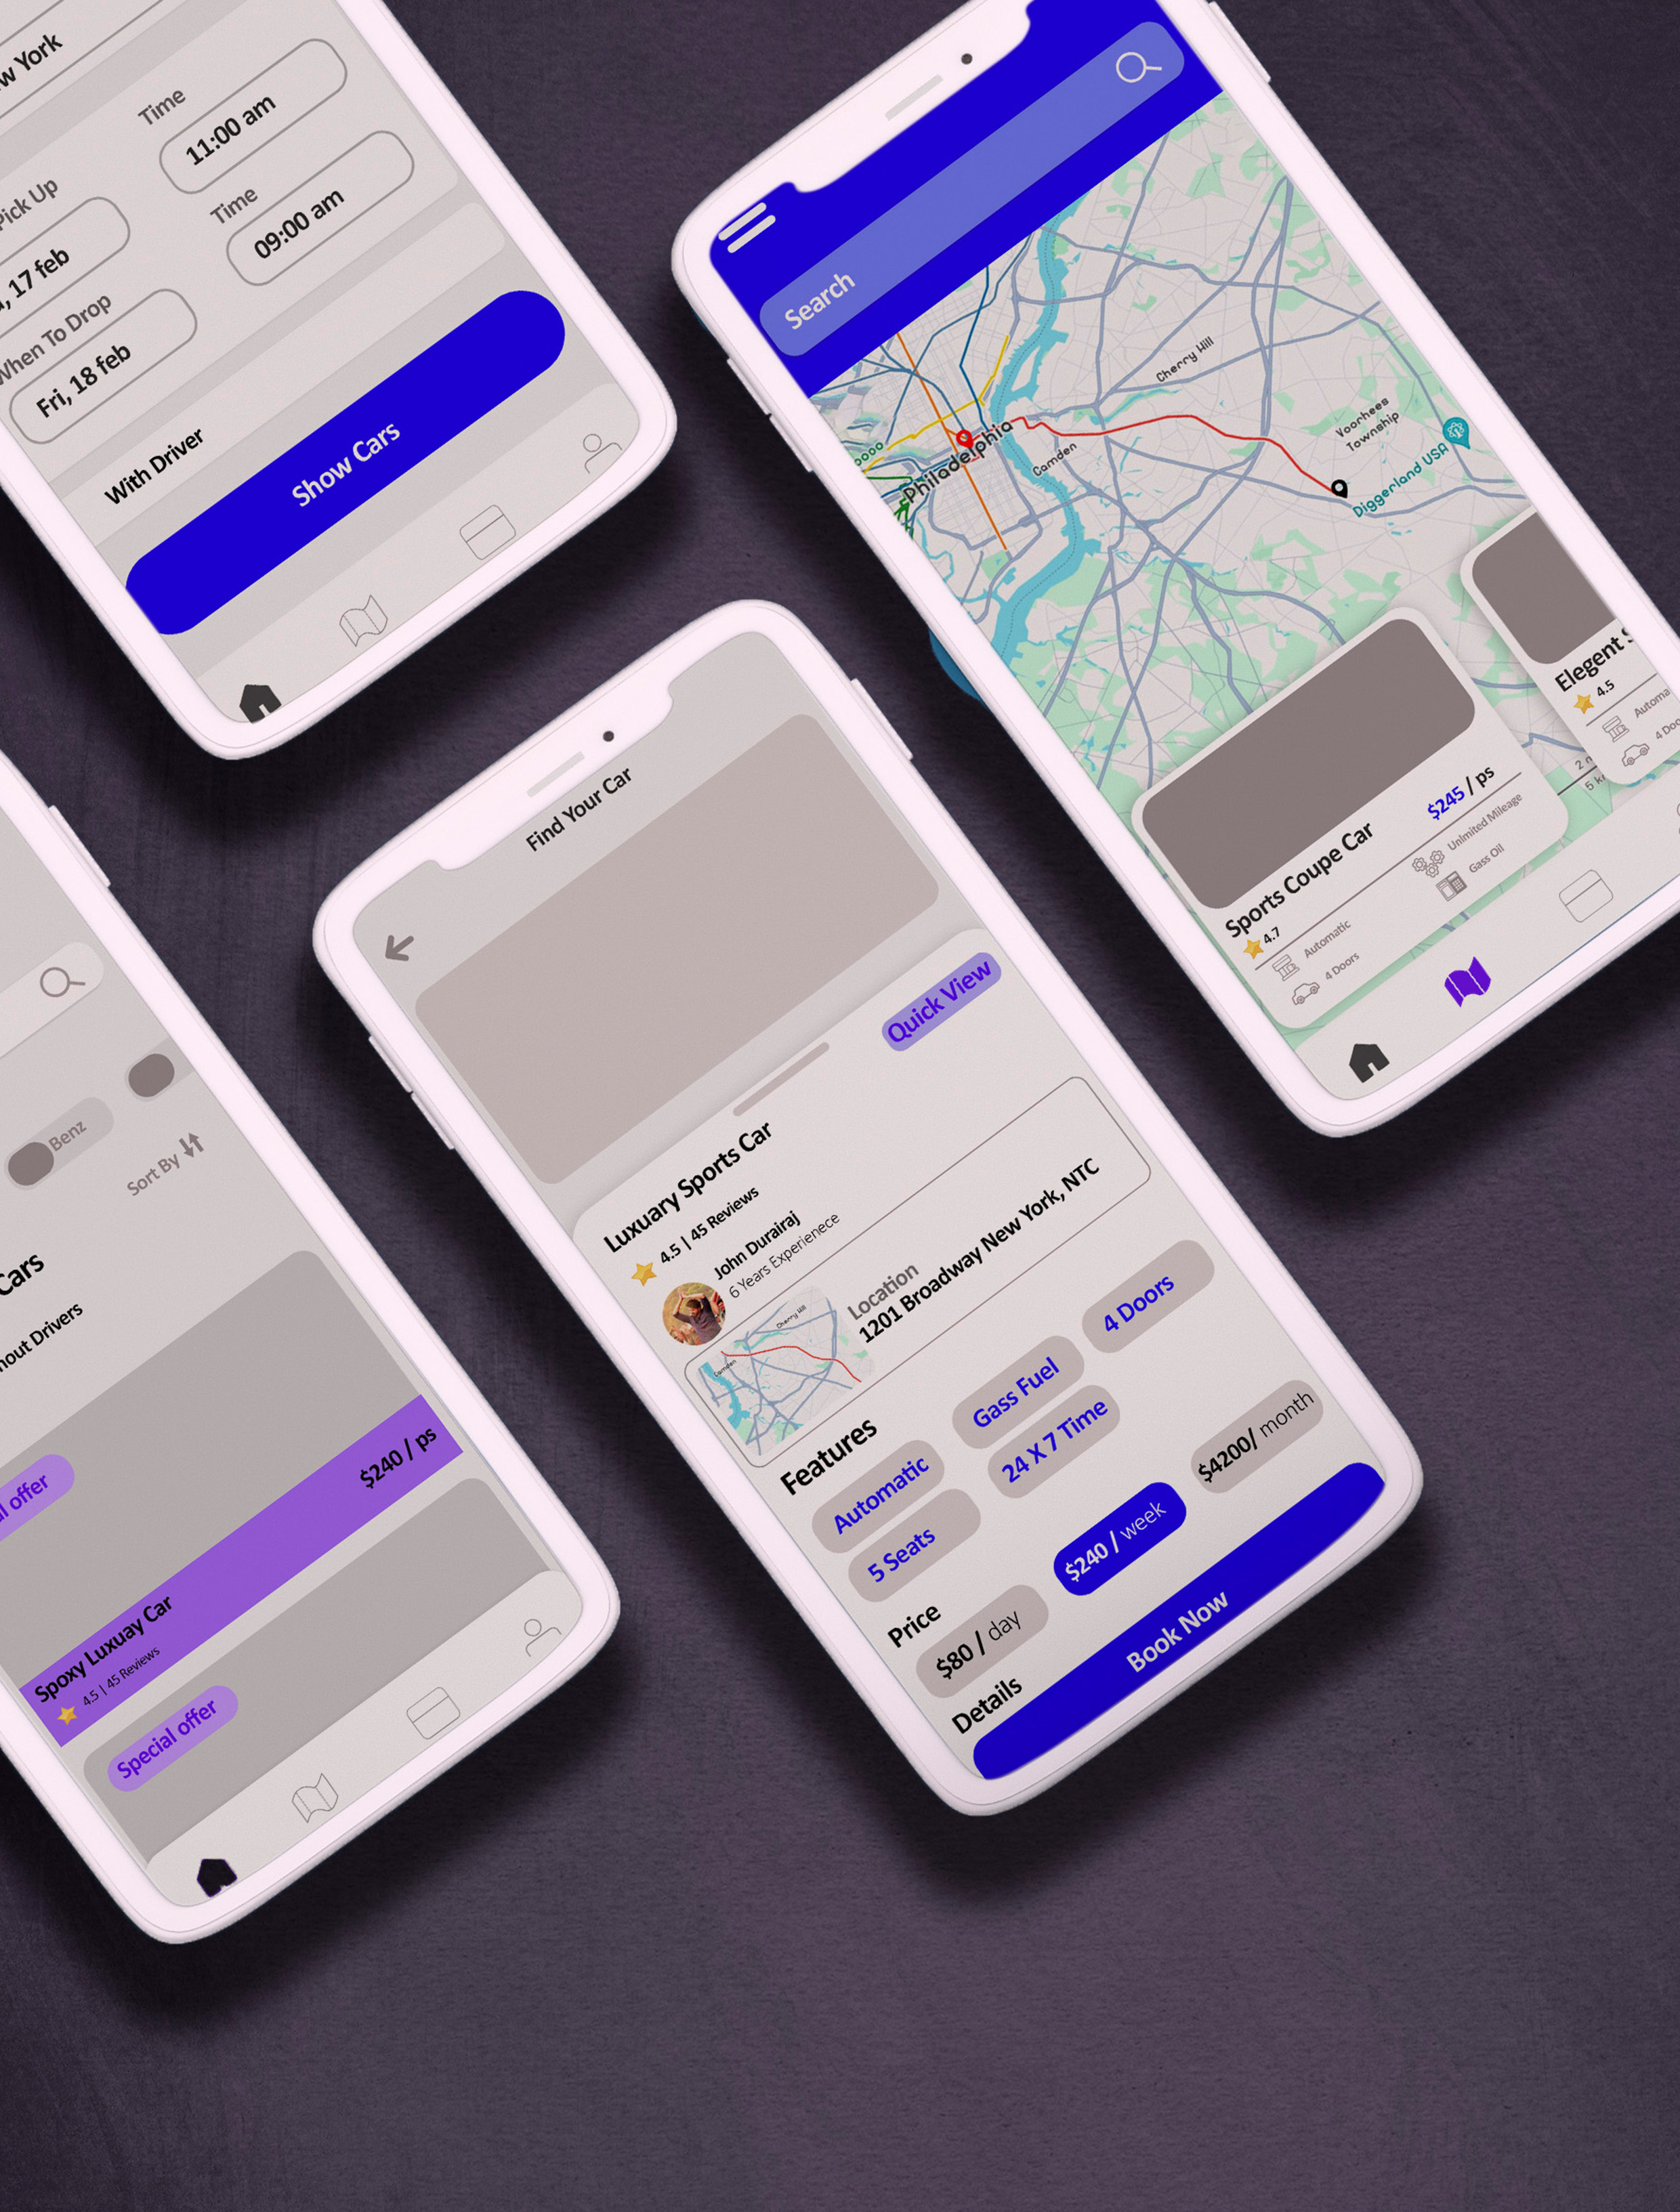 w York
Time
11:00 am
Pick Up
, 17 feb
Time
09:00 am
When To Drop
Fri, 18 feb
With Driver
Show Cars
Search
Cherry Hill
Voorhees
Township
Philadelphia
Camden
Diggerland USA
Sports Coupe Car
$245 / ps
4.7
Automatic
Unlimited Mileage
4 Doors
Gass Oil
Elegent S
4.5
Automa
4 Doo
2 m
5 k
Benz
Sort By
Cars
hout Drivers
al offer
$240 / ps
Spoxy Luxuay Car
4.5 | 45 Reviews
Special offer
Find Your Car
Quick View
Luxuary Sports Car
4.5 | 45 Reviews
John Durairaj
6 Years Experienece
Cherry Hill
Camden
Location
1201 Broadway New York, NTC
Features
Automatic
Gass Fuel
4 Doors
5 Seats
24 X 7 Time
Price
$80 / day
$240 / week
$4200/ month
Details
Book Now